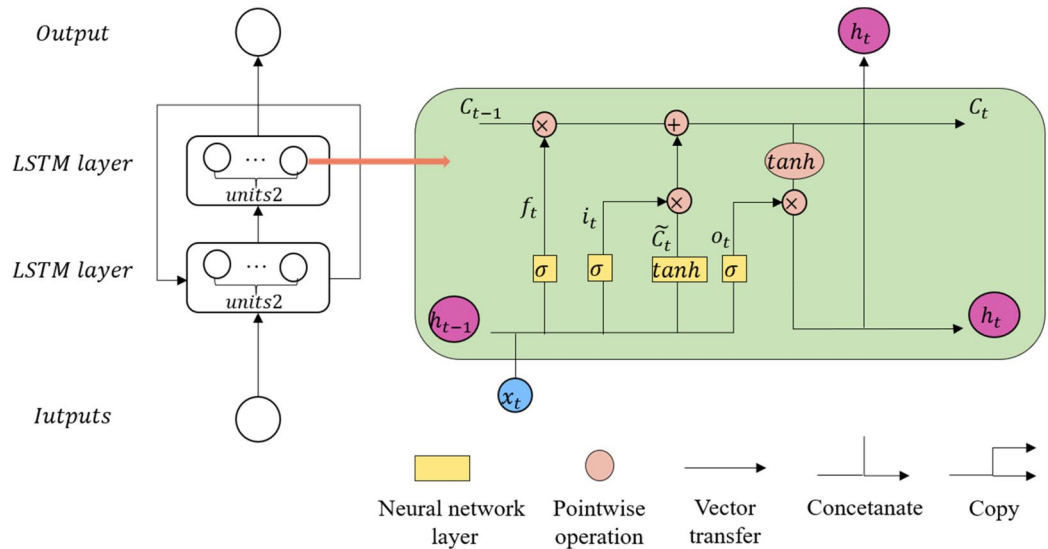 Output
LSTM layer
… 
units2
LSTM layer
…
units2
Iutputs
h_t
C_{t-1}
×
+
C_t
tanh
f_t
i_t
×
C̃_t
o_t
×
σ
σ
tanh
σ
h_{t-1}
h_t
x_t
Neural network
layer
Pointwise
operation
Vector
transfer
Concetanate
Copy